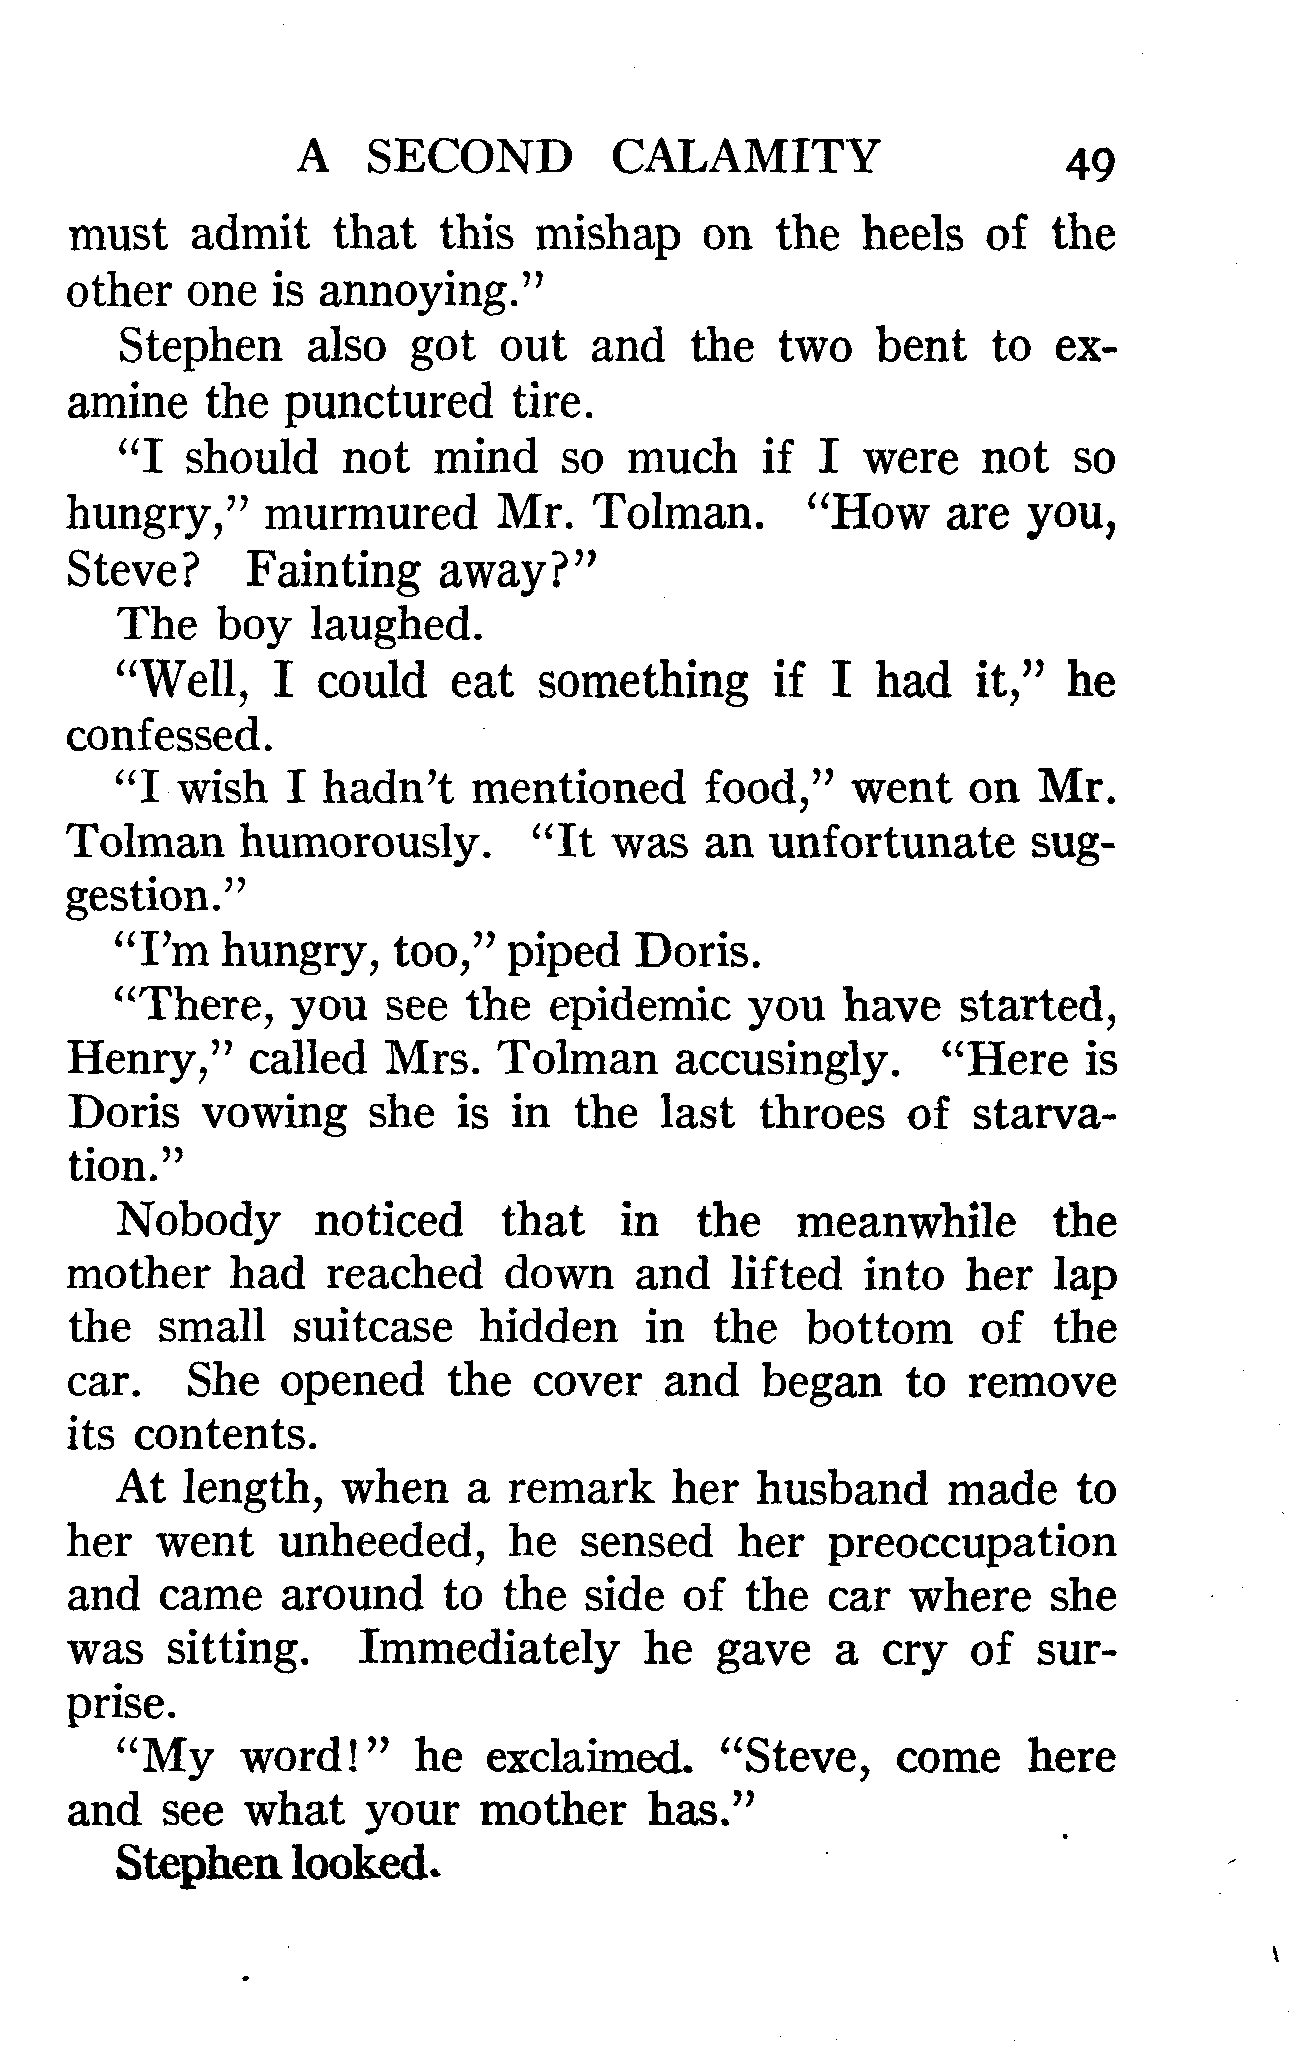 A SECOND CALAMITY 49
must admit that this mishap on the heels of the
other one is annoying."
Stephen also got out and the two bent to ex-
amine the punctured tire.
"I should not mind so much if I were not so
hungry," murmured Mr. Tolman. "How are you,
Steve? Fainting away?"
The boy laughed.
"Well, I could eat something if I had it," he
confessed.
"I wish I hadn't mentioned food," went on Mr.
Tolman humorously. "It was an unfortunate sug-
gestion."
"I'm hungry, too," piped Doris.
"There, you see the epidemic you have started,
Henry," called Mrs. Tolman accusingly. "Here is
Doris vowing she is in the last throes of starva-
tion."
Nobody noticed that in the meanwhile the
mother had reached down and lifted into her lap
the small suitcase hidden in the bottom of the
car. She opened the cover and began to remove
its contents.
At length, when a remark her husband made to
her went unheeded, he sensed her preoccupation
and came around to the side of the car where she
was sitting. Immediately he gave a cry of sur-
prise.
"My word!" he exclaimed. "Steve, come here
and see what your mother has."
Stephen looked.